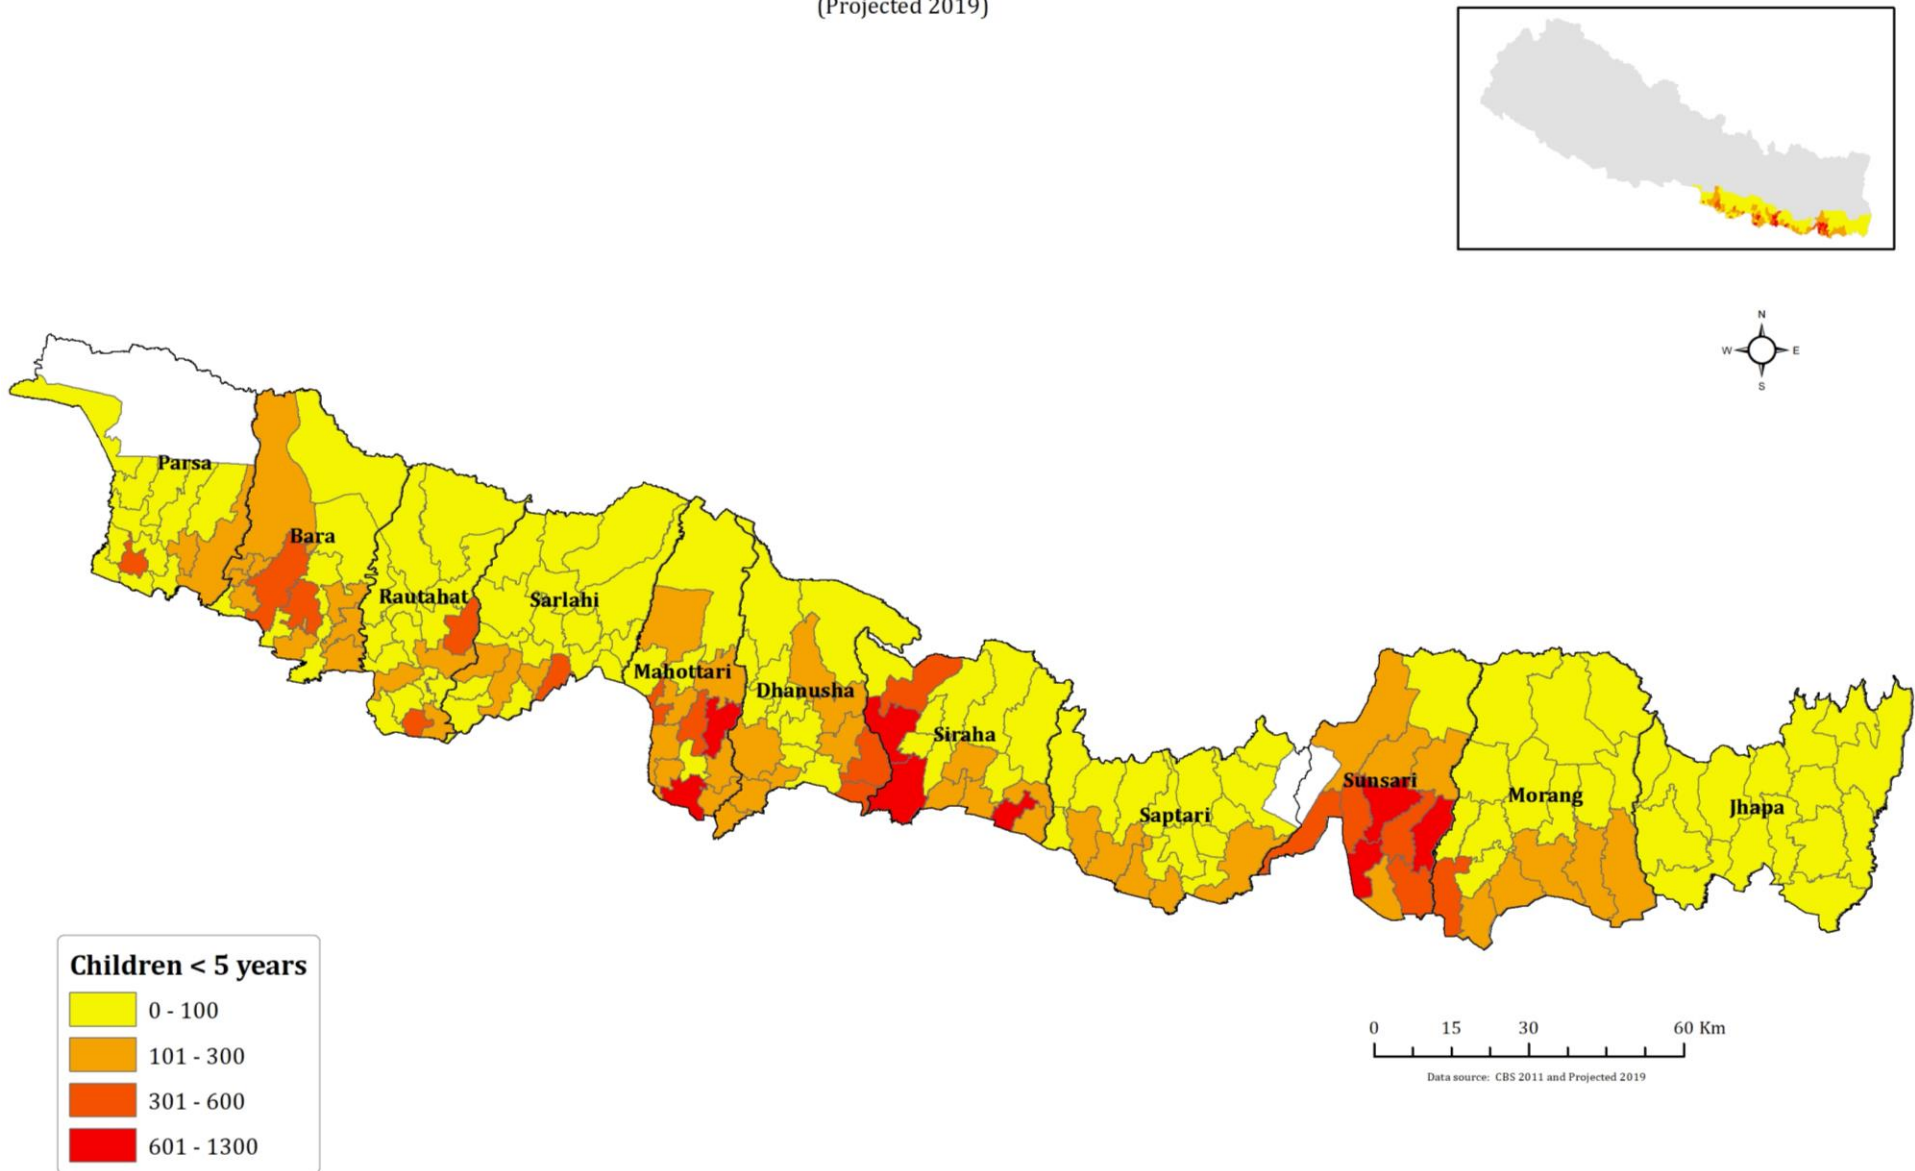 (Projected 2019)
N
W E
S
Parsa
Bara
Rautahat
Sarlahi
Mahottari
Dhanusha
Siraha
Saptari
Sunsari
Morang
Jhapa
Children < 5 years
0 - 100
101 - 300
301 - 600
601 - 1300
0 15 30 60 Km
Data source: CBS 2011 and Projected 2019